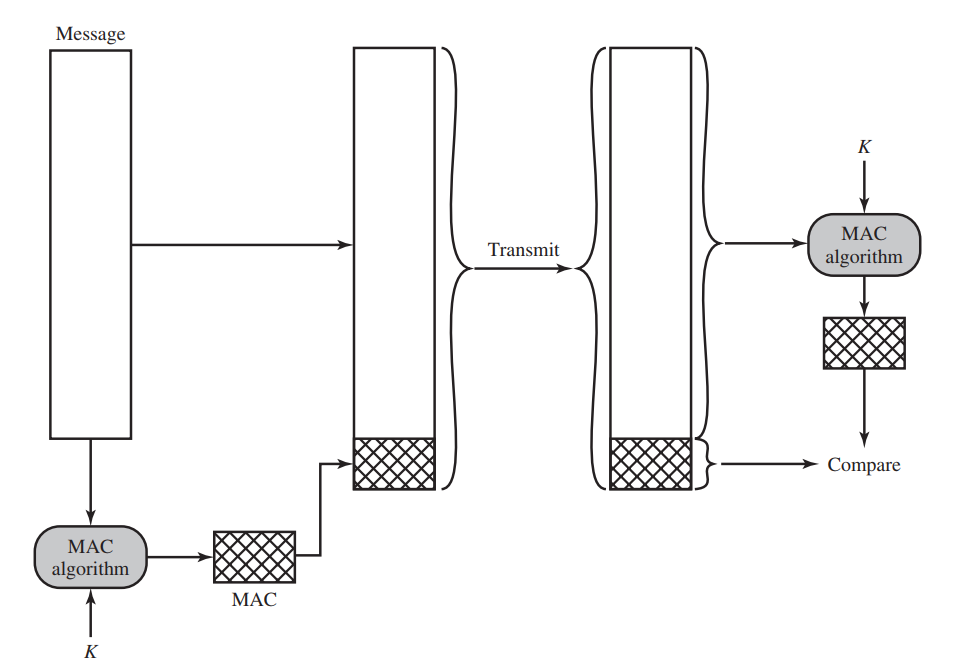 Message
K
Transmit
MAC
algorithm
Compare
MAC
algorithm
MAC
K